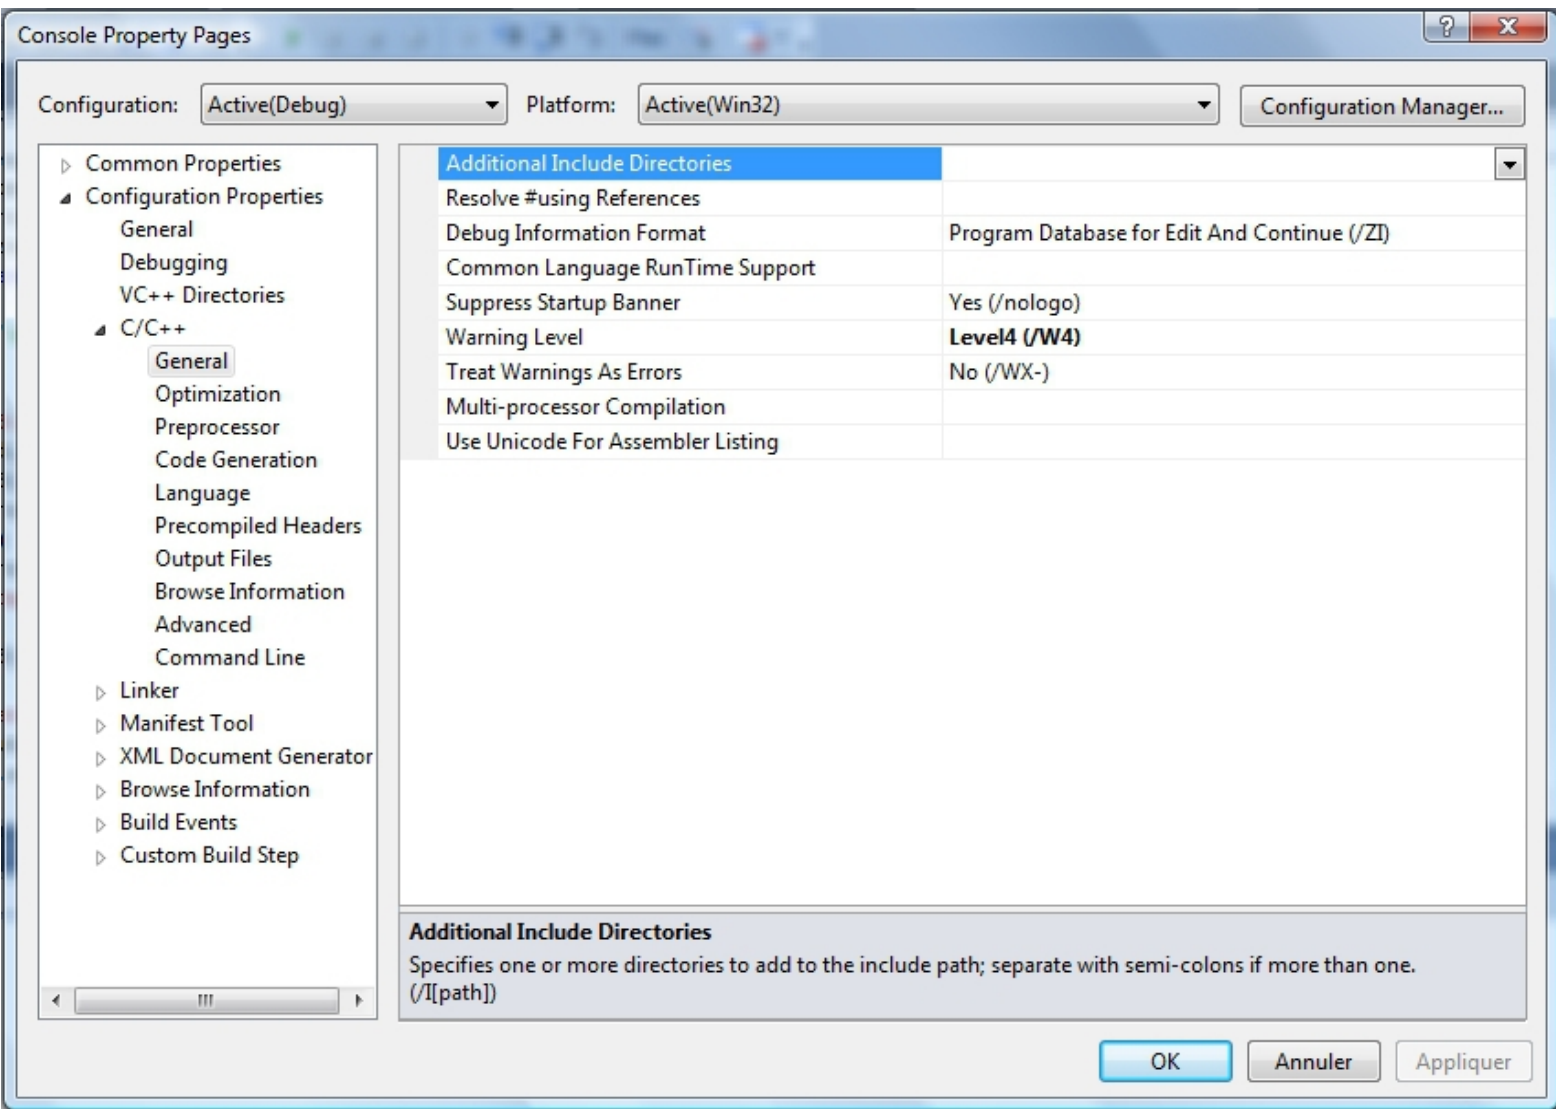 Console Property Pages
Configuration: Active(Debug) Platform: Active(Win32) Configuration Manager...
Common Properties
Configuration Properties
General
Debugging
VC++ Directories
C/C++
General
Optimization
Preprocessor
Code Generation
Language
Precompiled Headers
Output Files
Browse Information
Advanced
Command Line
Linker
Manifest Tool
XML Document Generator
Browse Information
Build Events
Custom Build Step
Additional Include Directories
Resolve #using References
Debug Information Format Program Database for Edit And Continue (/ZI)
Common Language RunTime Support
Suppress Startup Banner Yes (/nologo)
Warning Level Level4 (/W4)
Treat Warnings As Errors No (/WX-)
Multi-processor Compilation
Use Unicode For Assembler Listing
Additional Include Directories
Specifies one or more directories to add to the include path; separate with semi-colons if more than one.
(/I[path])
OK Annuler Appliquer